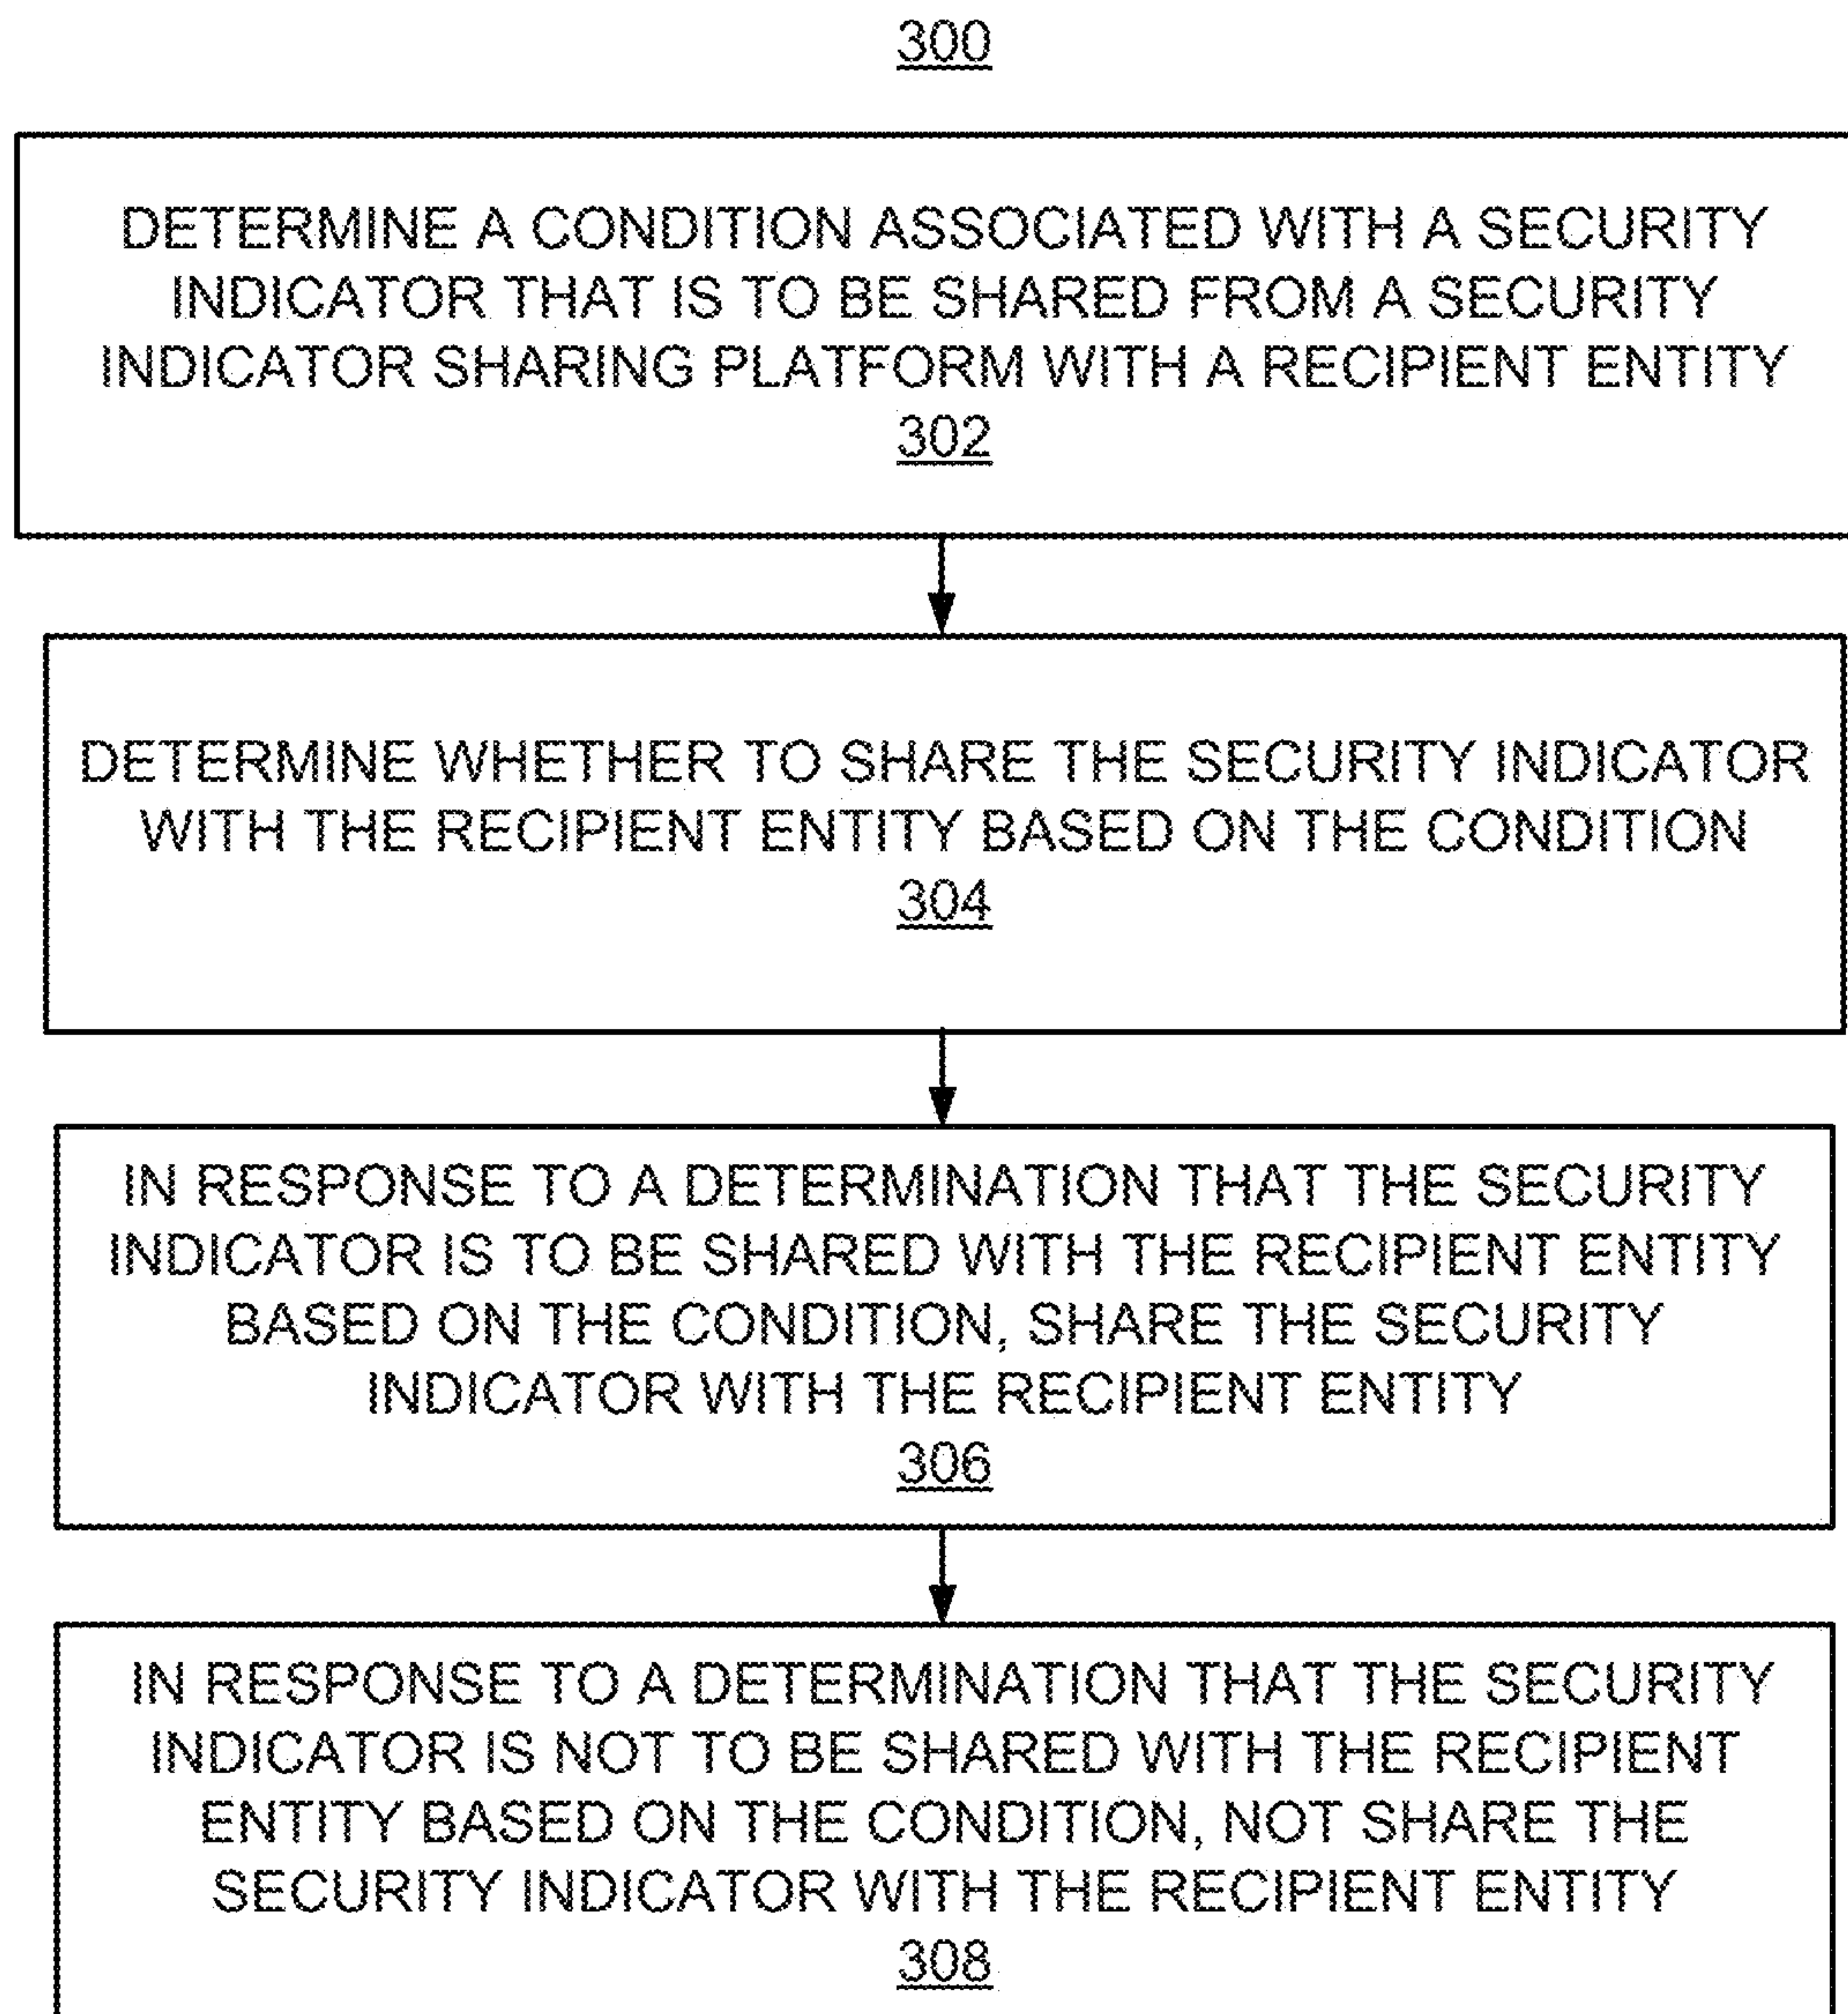 300
DETERMINE A CONDITION ASSOCIATED WITH A SECURITY
INDICATOR THAT IS TO BE SHARED FROM A SECURITY
INDICATOR SHARING PLATFORM WITH A RECIPIENT ENTITY
302
DETERMINE WHETHER TO SHARE THE SECURITY INDICATOR
WITH THE RECIPIENT ENTITY BASED ON THE CONDITION
304
IN RESPONSE TO A DETERMINATION THAT THE SECURITY
INDICATOR IS TO BE SHARED WITH THE RECIPIENT ENTITY
BASED ON THE CONDITION, SHARE THE SECURITY
INDICATOR WITH THE RECIPIENT ENTITY
306
IN RESPONSE TO A DETERMINATION THAT THE SECURITY
INDICATOR IS NOT TO BE SHARED WITH THE RECIPIENT
ENTITY BASED ON THE CONDITION, NOT SHARE THE
SECURITY INDICATOR WITH THE RECIPIENT ENTITY
308